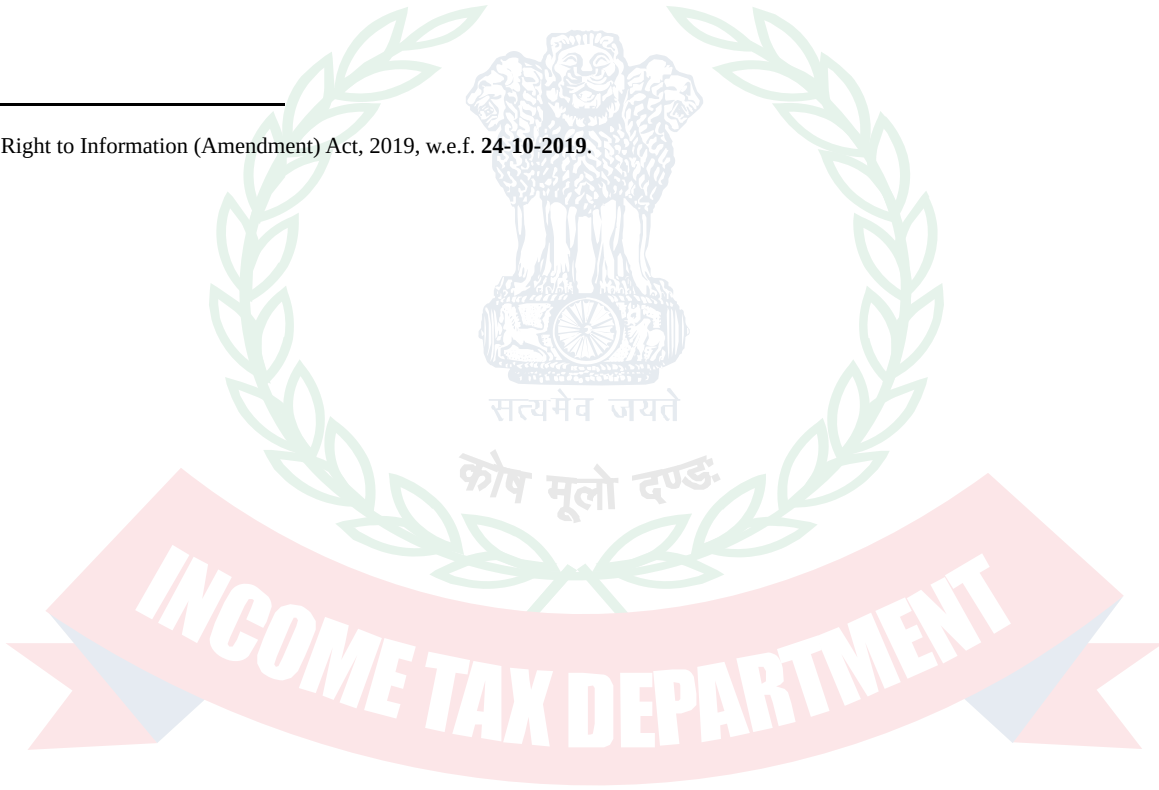 Right to Information (Amendment) Act, 2019, w.e.f. 24-10-2019.
सत्यमेव जयते
कोष मूलो दण्डः
INCOME TAX DEPARTMENT